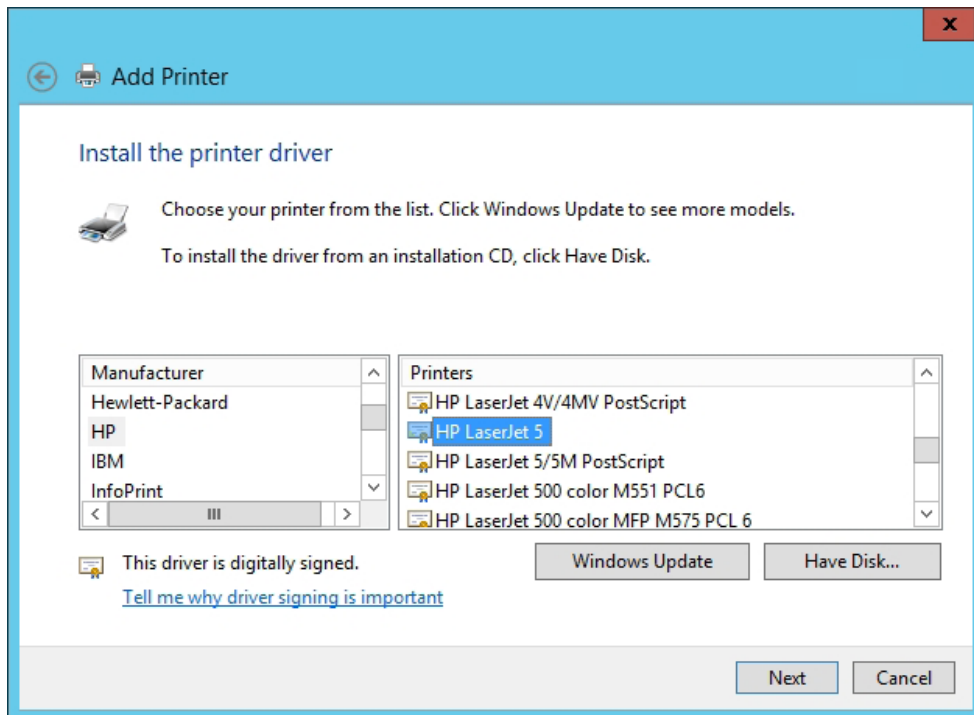 x
Add Printer
Install the printer driver
Choose your printer from the list. Click Windows Update to see more models.
To install the driver from an installation CD, click Have Disk.
Manufacturer
Hewlett-Packard
HP
IBM
InfoPrint
Printers
HP LaserJet 4V/4MV PostScript
HP LaserJet 5
HP LaserJet 5/5M PostScript
HP LaserJet 500 color M551 PCL6
HP LaserJet 500 color MFP M575 PCL 6
This driver is digitally signed.
Tell me why driver signing is important
Windows Update
Have Disk...
Next
Cancel